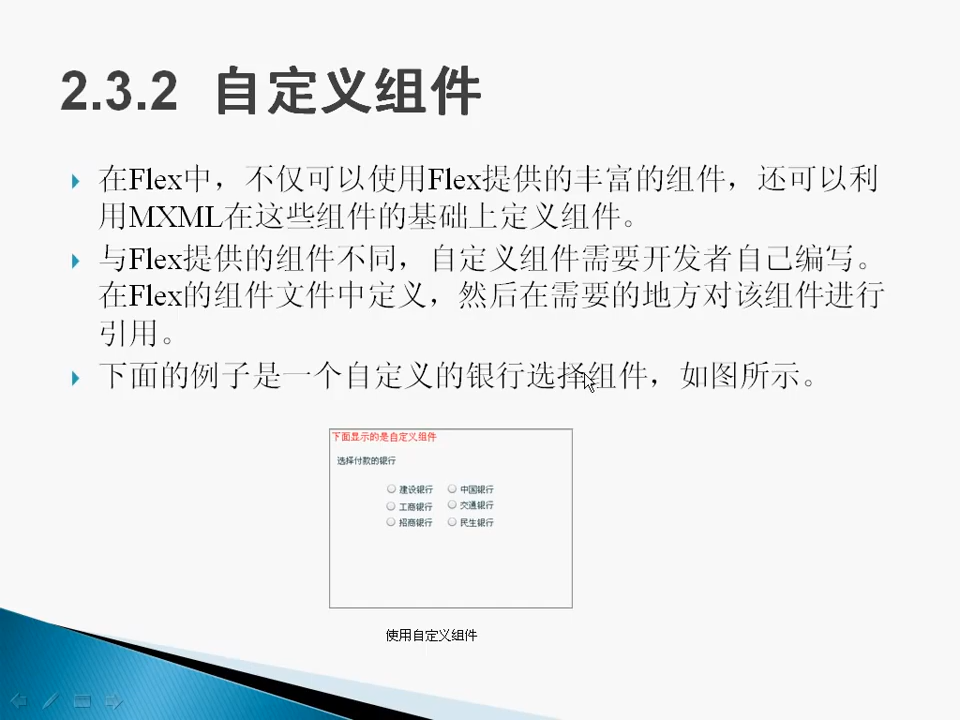 2.3.2 自定义组件
在Flex中，不仅可以使用Flex提供的丰富的组件，还可以利
用MXML在这些组件的基础上定义组件。
与Flex提供的组件不同，自定义组件需要开发者自己编写。
在Flex的组件文件中定义，然后在需要的地方对该组件进行
引用。
下面的例子是一个自定义的银行选择组件，如图所示。
下面显示的是自定义组件
选择付款的银行
建设银行 中国银行
工商银行 交通银行
招商银行 民生银行
使用自定义组件